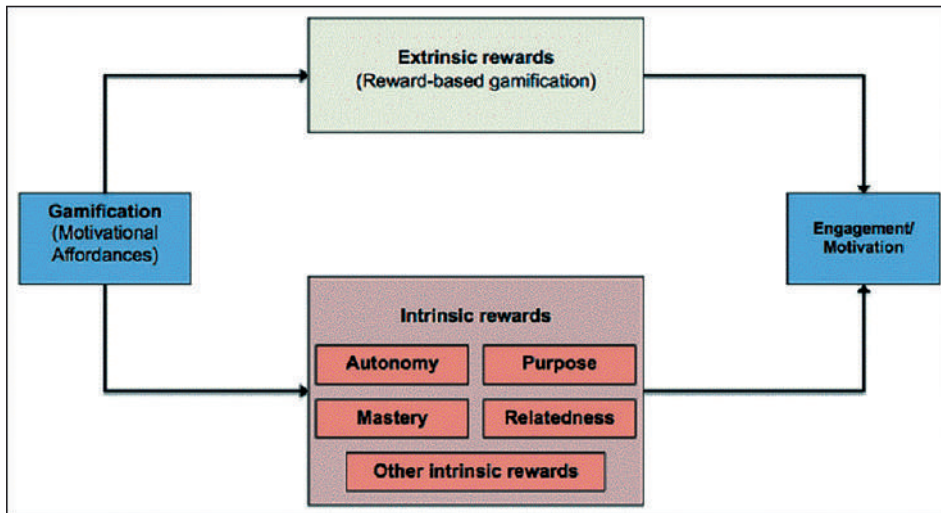 Extrinsic rewards
(Reward-based gamification)
Gamification
(Motivational
Affordances)
Engagement/
Motivation
Intrinsic rewards
Autonomy
Purpose
Mastery
Relatedness
Other intrinsic rewards